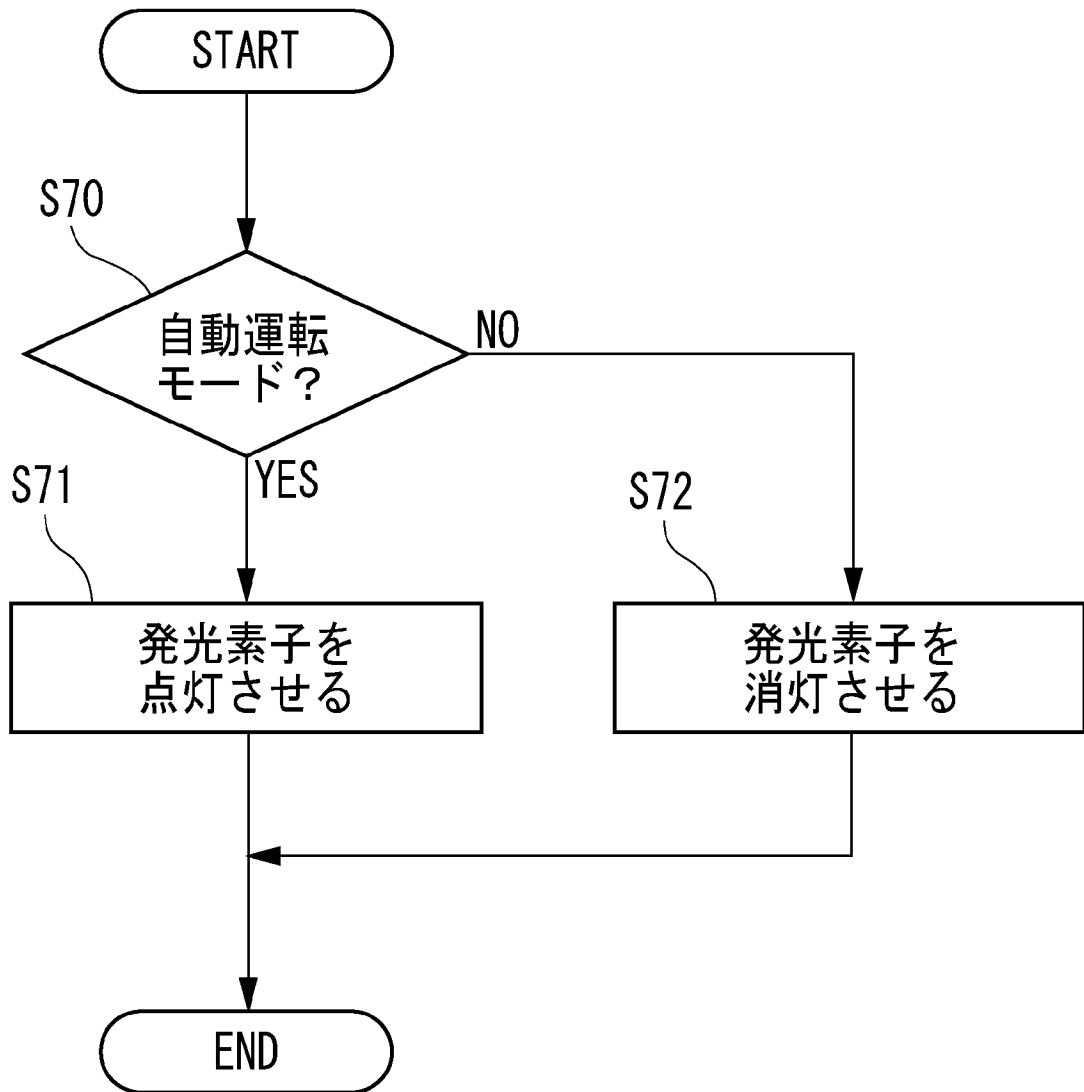 START
S70
自動運転
モード？
NO
YES
S71
S72
発光素子を
点灯させる
発光素子を
消灯させる
END